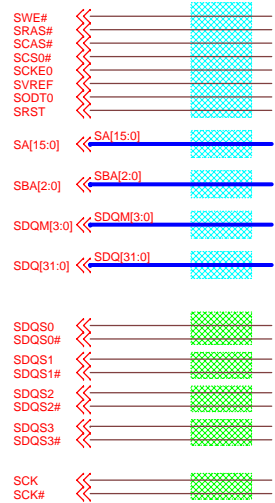 SWE#
SRAS#
SCAS#
SCS0#
SCKE0
SVREF
SODT0
SRST
SA[15:0] SA[15:0]
SBA[2:0] SBA[2:0]
SDQM[3:0] SDQM[3:0]
SDQ[31:0] SDQ[31:0]
SDQS0
SDQS0#
SDQS1
SDQS1#
SDQS2
SDQS2#
SDQS3
SDQS3#
SCK
SCK#